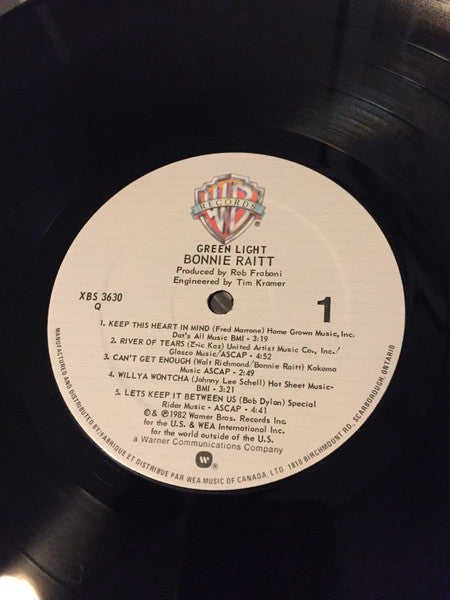 WB
RECORDS
GREEN LIGHT
BONNIE RAITT
Produced by Rob Fraboni
Engineered by Tim Kramer
XBS 3630
Q
1
1. KEEP THIS HEART IN MIND (Fred Marrone) Home Grown Music, Inc.
Dot's All Music BMI - 3:19
2. RIVER OF TEARS (Eric Kaz) United Artist Music Co., Inc./
Glasco Music/ASCAP - 4:52
3. CAN'T GET ENOUGH (Walt Richmond/Bonnie Raitt) Kokomo
Music ASCAP - 2:49
4. WILLYA WONTCHA (Johnny Lee Schell) Hot Sheet Music-
BMI - 3:21
5. LETS KEEP IT BETWEEN US (Bob Dylan) Special
Rider Music - ASCAP - 4:41
© & ℗ 1982 Warner Bros. Records Inc.
for the U.S. & WEA International Inc.
for the world outside of the U.S.
a Warner Communications Company
MANUFACTURED AND DISTRIBUTED BY/FABRIQUE ET DISTRIBUE PAR WEA MUSIC OF CANADA, LTD. 1810 BIRCHMOUNT RD., SCARBOROUGH, ONTARIO